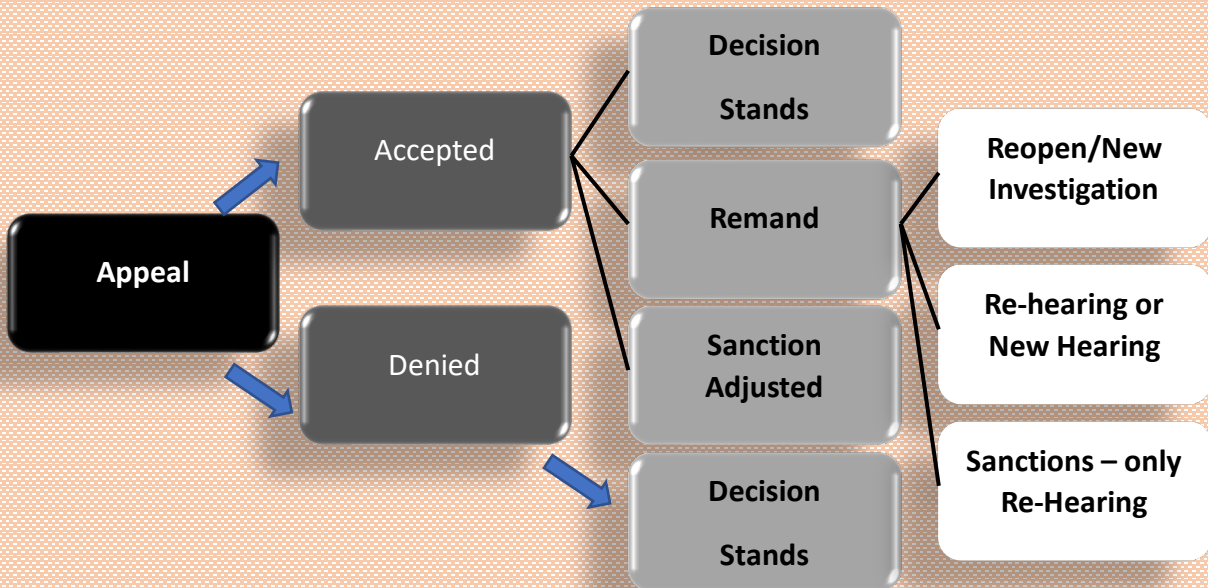 Appeal
Accepted
Denied
Decision
Stands
Remand
Sanction
Adjusted
Decision
Stands
Reopen/New
Investigation
Re-hearing or
New Hearing
Sanctions – only
Re-Hearing